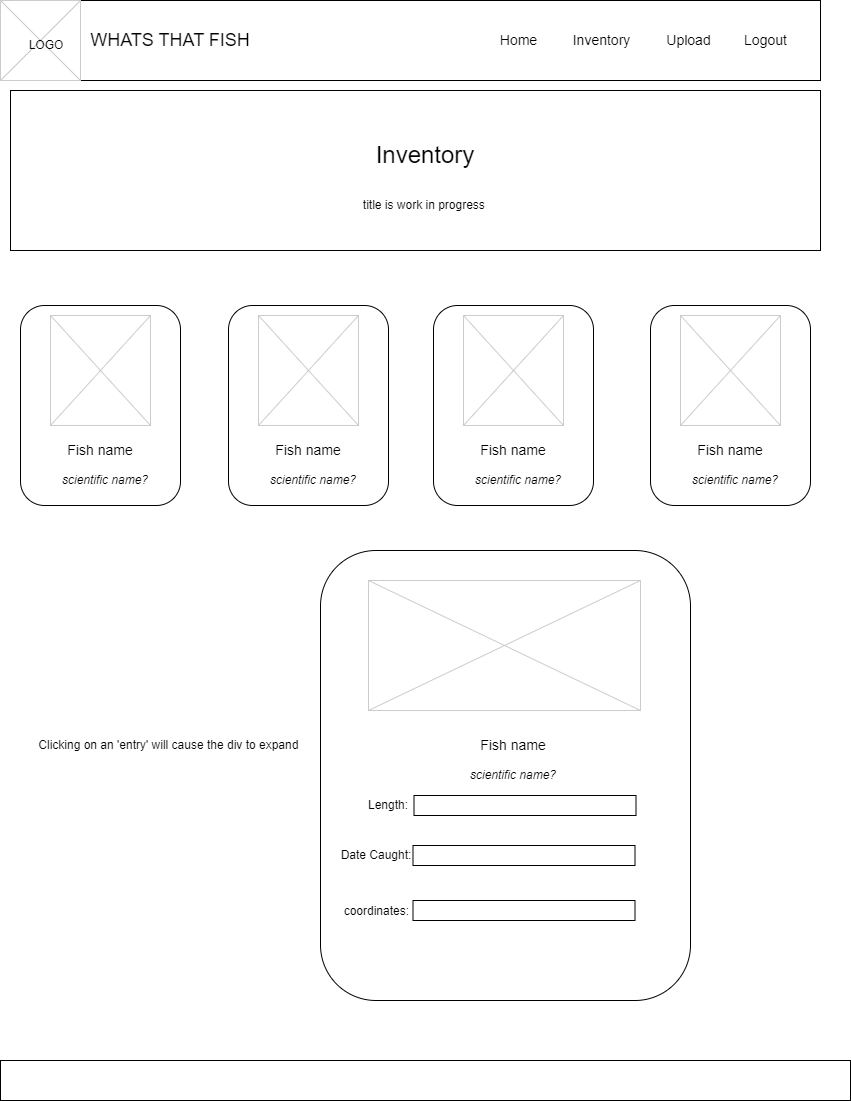 LOGO
WHATS THAT FISH
Home
Inventory
Upload
Logout
Inventory
title is work in progress
Fish name
scientific name?
Fish name
scientific name?
Fish name
scientific name?
Fish name
scientific name?
Clicking on an 'entry' will cause the div to expand
Fish name
scientific name?
Length:
Date Caught:
coordinates: